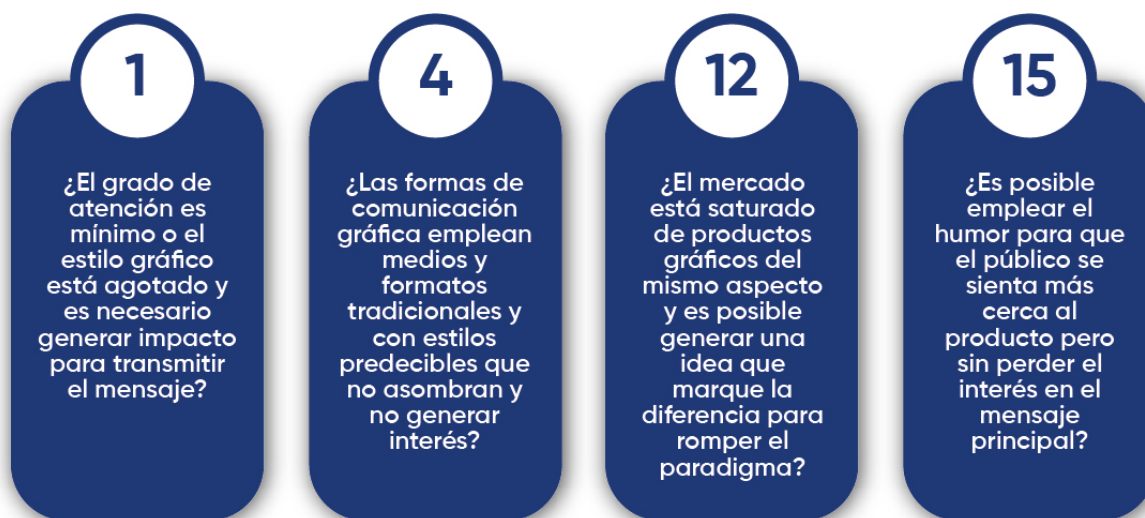 1
¿El grado de
atención es
mínimo o el
estilo gráfico
está agotado y
es necesario
generar impacto
para transmitir
el mensaje?
4
¿Las formas de
comunicación
gráfica emplean
medios y
formatos
tradicionales y
con estilos
predecibles que
no asombran y
no generar
interés?
12
¿El mercado
está saturado
de productos
gráficos del
mismo aspecto
y es posible
generar una
idea que
marque la
diferencia para
romper el
paradigma?
15
¿Es posible
emplear el
humor para que
el público se
sienta más
cerca al
producto pero
sin perder el
interés en el
mensaje
principal?